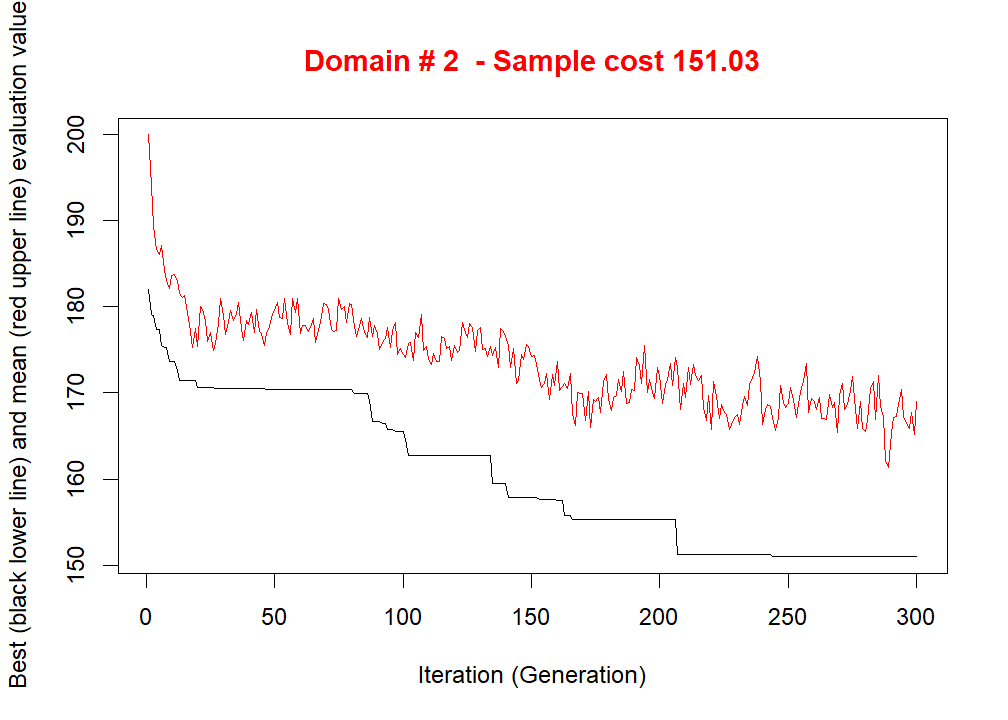 Domain # 2  - Sample cost 151.03
Best (black lower line) and mean (red upper line) evaluation value
200
190
180
170
160
150
0 50 100 150 200 250 300
Iteration (Generation)